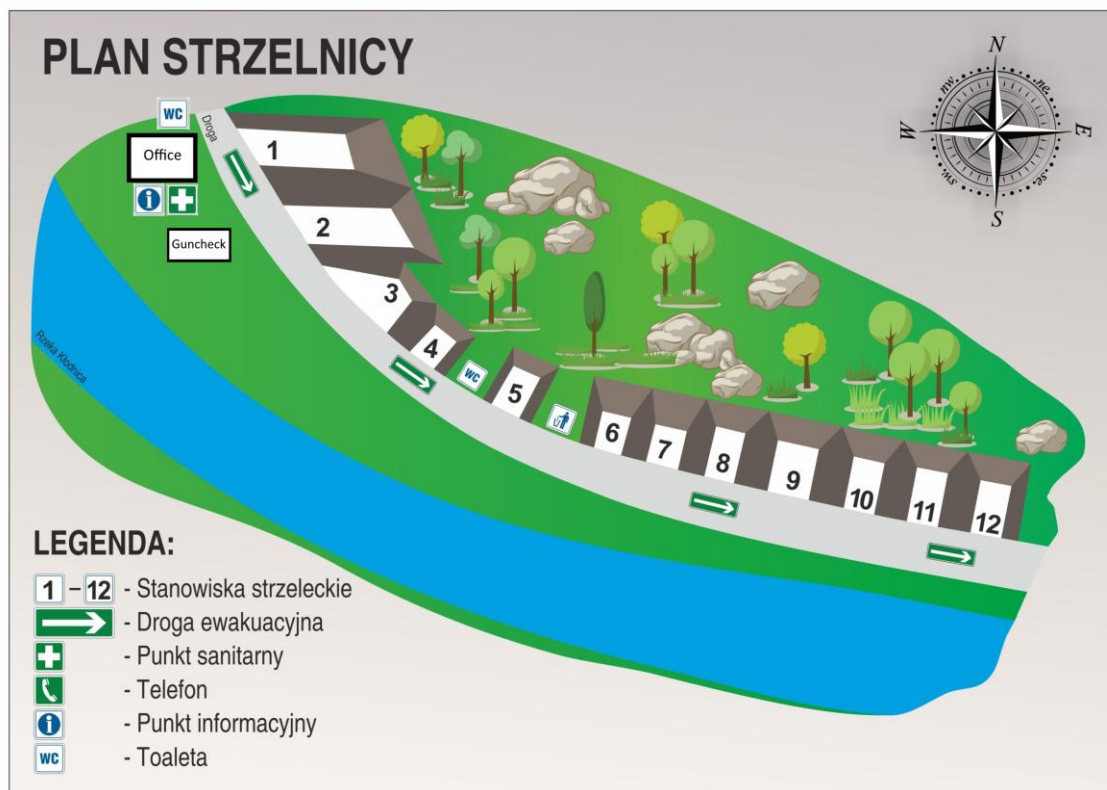 PLAN STRZELNICY
N
nw.
ne.
W
E
sw.
se.
S
WC
Droga
Office
1
i
Guncheck
2
3
4
WC
5
6
7
8
9
10
11
12
Rzeka Kłodnica
LEGENDA:
1 – 12 - Stanowiska strzeleckie
- Droga ewakuacyjna
- Punkt sanitarny
- Telefon
i - Punkt informacyjny
WC - Toaleta